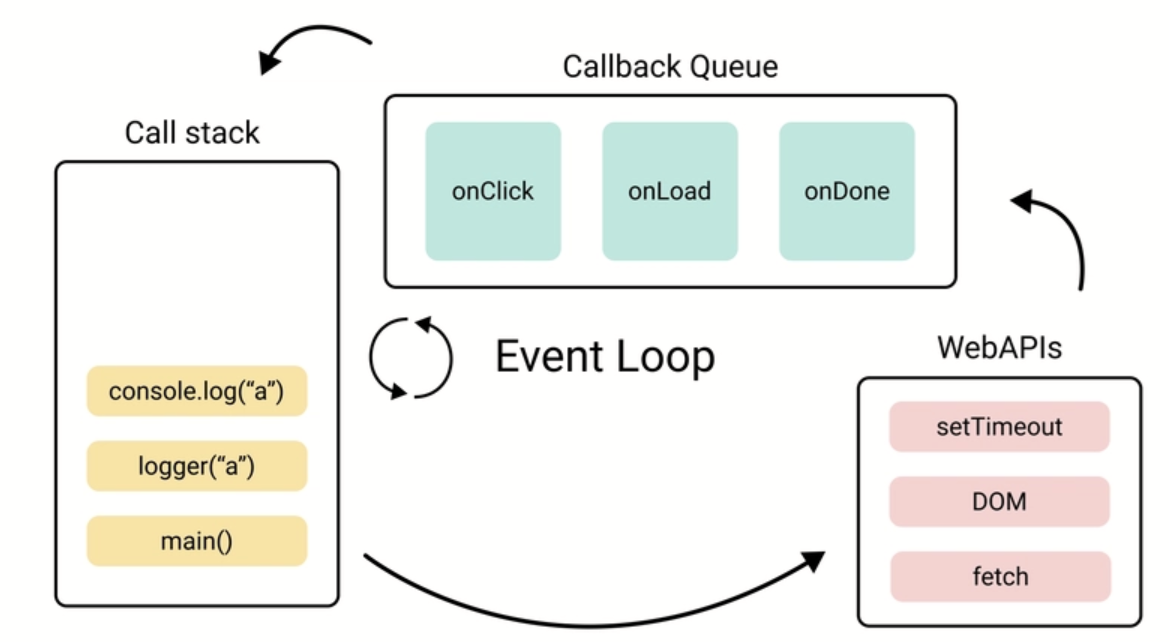 Callback Queue
onClick
onLoad
onDone
Call stack
console.log(“a”)
logger(“a”)
main()
Event Loop
WebAPIs
setTimeout
DOM
fetch